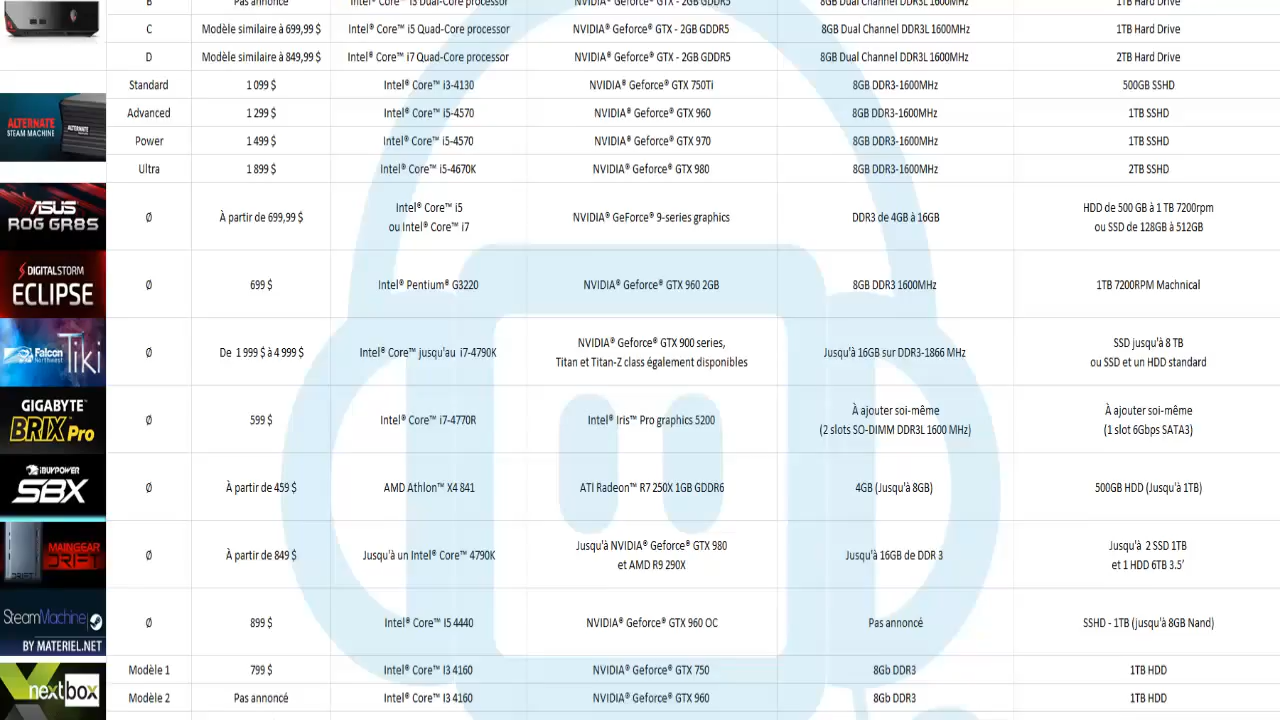 B Pas annoncé Intel® Core™ i3 Dual-Core processor NVIDIA® Geforce® GTX - 2GB GDDR5 8GB Dual Channel DDR3L 1600MHz 1TB Hard Drive
C Modèle similaire à 699,99 $ Intel® Core™ i5 Quad-Core processor NVIDIA® Geforce® GTX - 2GB GDDR5 8GB Dual Channel DDR3L 1600MHz 1TB Hard Drive
D Modèle similaire à 849,99 $ Intel® Core™ i7 Quad-Core processor NVIDIA® Geforce® GTX - 2GB GDDR5 8GB Dual Channel DDR3L 1600MHz 2TB Hard Drive
Standard 1 099 $ Intel® Core™ i3-4130 NVIDIA® Geforce® GTX 750Ti 8GB DDR3-1600MHz 500GB SSHD
ALTERNATE
STEAM MACHINE
ALTERNATE
Advanced 1 299 $ Intel® Core™ i5-4570 NVIDIA® Geforce® GTX 960 8GB DDR3-1600MHz 1TB SSHD
Power 1 499 $ Intel® Core™ i5-4570 NVIDIA® Geforce® GTX 970 8GB DDR3-1600MHz 1TB SSHD
Ultra 1 899 $ Intel® Core™ i5-4670K NVIDIA® Geforce® GTX 980 8GB DDR3-1600MHz 2TB SSHD
ASUS
ROG GR8S
Ø À partir de 699,99 $ Intel® Core™ i5
ou Intel® Core™ i7 NVIDIA® GeForce® 9-series graphics DDR3 de 4GB à 16GB HDD de 500 GB à 1 TB 7200rpm
ou SSD de 128GB à 512GB
DIGITALSTORM
ECLIPSE
Ø 699 $ Intel® Pentium® G3220 NVIDIA® Geforce® GTX 960 2GB 8GB DDR3 1600MHz 1TB 7200RPM Machnical
Falcon
Northwest
Tiki
Ø De 1 999 $ à 4 999 $ Intel® Core™ jusqu'au i7-4790K NVIDIA® Geforce® GTX 900 series,
Titan et Titan-Z class également disponibles Jusqu'à 16GB sur DDR3-1866 MHz SSD jusqu'à 8 TB
ou SSD et un HDD standard
GIGABYTE™
BRIX™ Pro
Ø 599 $ Intel® Core™ i7-4770R Intel® Iris™ Pro graphics 5200 À ajouter soi-même
(2 slots SO-DIMM DDR3L 1600 MHz) À ajouter soi-même
(1 slot 6Gbps SATA3)
iBUYPOWER
SBX
Ø À partir de 459 $ AMD Athlon™ X4 841 ATI Radeon™ R7 250X 1GB GDDR6 4GB (Jusqu'à 8GB) 500GB HDD (Jusqu'à 1TB)
MAINGEAR
DRIFT
DRIFT
Ø À partir de 849 $ Jusqu'à un Intel® Core™ 4790K Jusqu'à NVIDIA® Geforce® GTX 980
et AMD R9 290X Jusqu'à 16GB de DDR 3 Jusqu'à 2 SSD 1TB
et 1 HDD 6TB 3.5’
SteamMachine
BY MATERIEL.NET
Ø 899 $ Intel® Core™ I5 4440 NVIDIA® Geforce® GTX 960 OC Pas annoncé SSHD - 1TB (jusqu'à 8GB Nand)
nextbox
Modèle 1 799 $ Intel® Core™ I3 4160 NVIDIA® Geforce® GTX 750 8Gb DDR3 1TB HDD
Modèle 2 Pas annoncé Intel® Core™ I3 4160 NVIDIA® Geforce® GTX 960 8Gb DDR3 1TB HDD